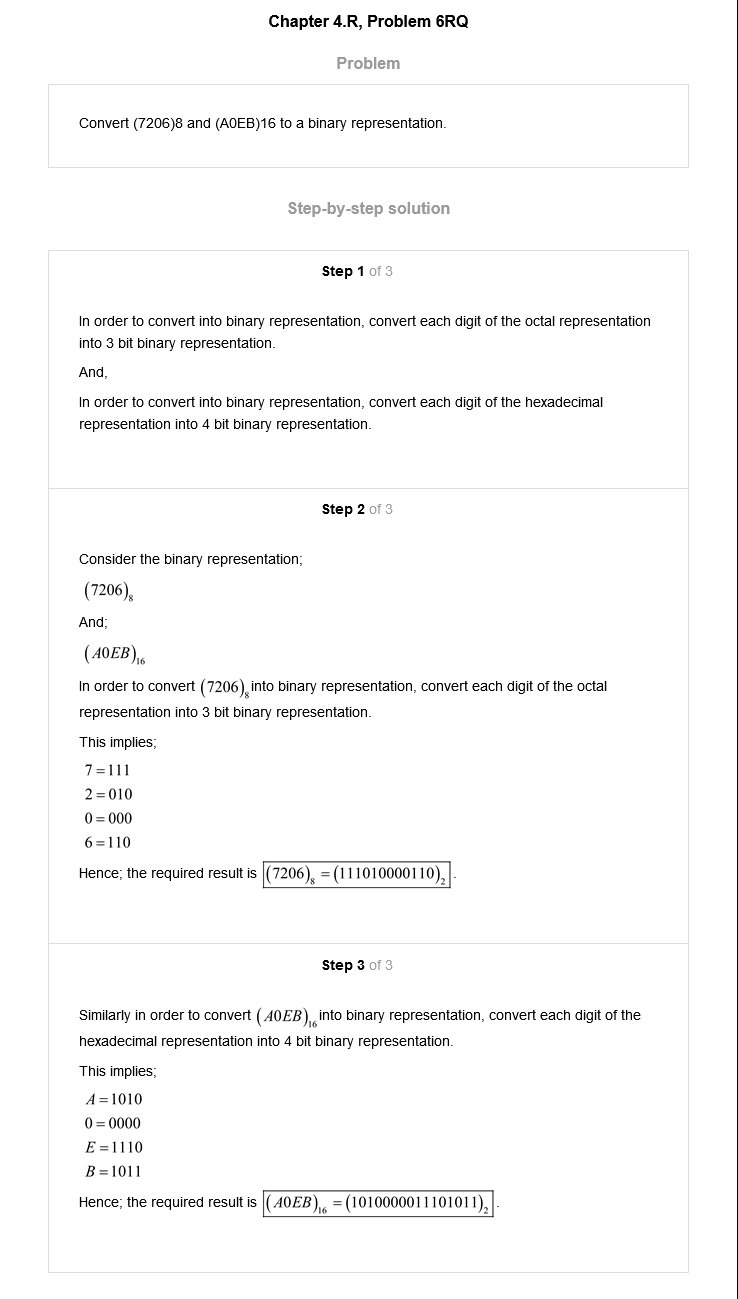 Chapter 4.R, Problem 6RQ
Problem
Convert (7206)8 and (A0EB)16 to a binary representation.
Step-by-step solution
Step 1 of 3
In order to convert into binary representation, convert each digit of the octal representation
into 3 bit binary representation.
And,
In order to convert into binary representation, convert each digit of the hexadecimal
representation into 4 bit binary representation.
Step 2 of 3
Consider the binary representation;
(7206)₈
And;
(A0EB)₁₆
In order to convert (7206)₈ into binary representation, convert each digit of the octal
representation into 3 bit binary representation.
This implies;
7 = 111
2 = 010
0 = 000
6 = 110
Hence; the required result is (7206)₈ = (111010000110)₂.
Step 3 of 3
Similarly in order to convert (A0EB)₁₆ into binary representation, convert each digit of the
hexadecimal representation into 4 bit binary representation.
This implies;
A = 1010
0 = 0000
E = 1110
B = 1011
Hence; the required result is (A0EB)₁₆ = (1010000011101011)₂.